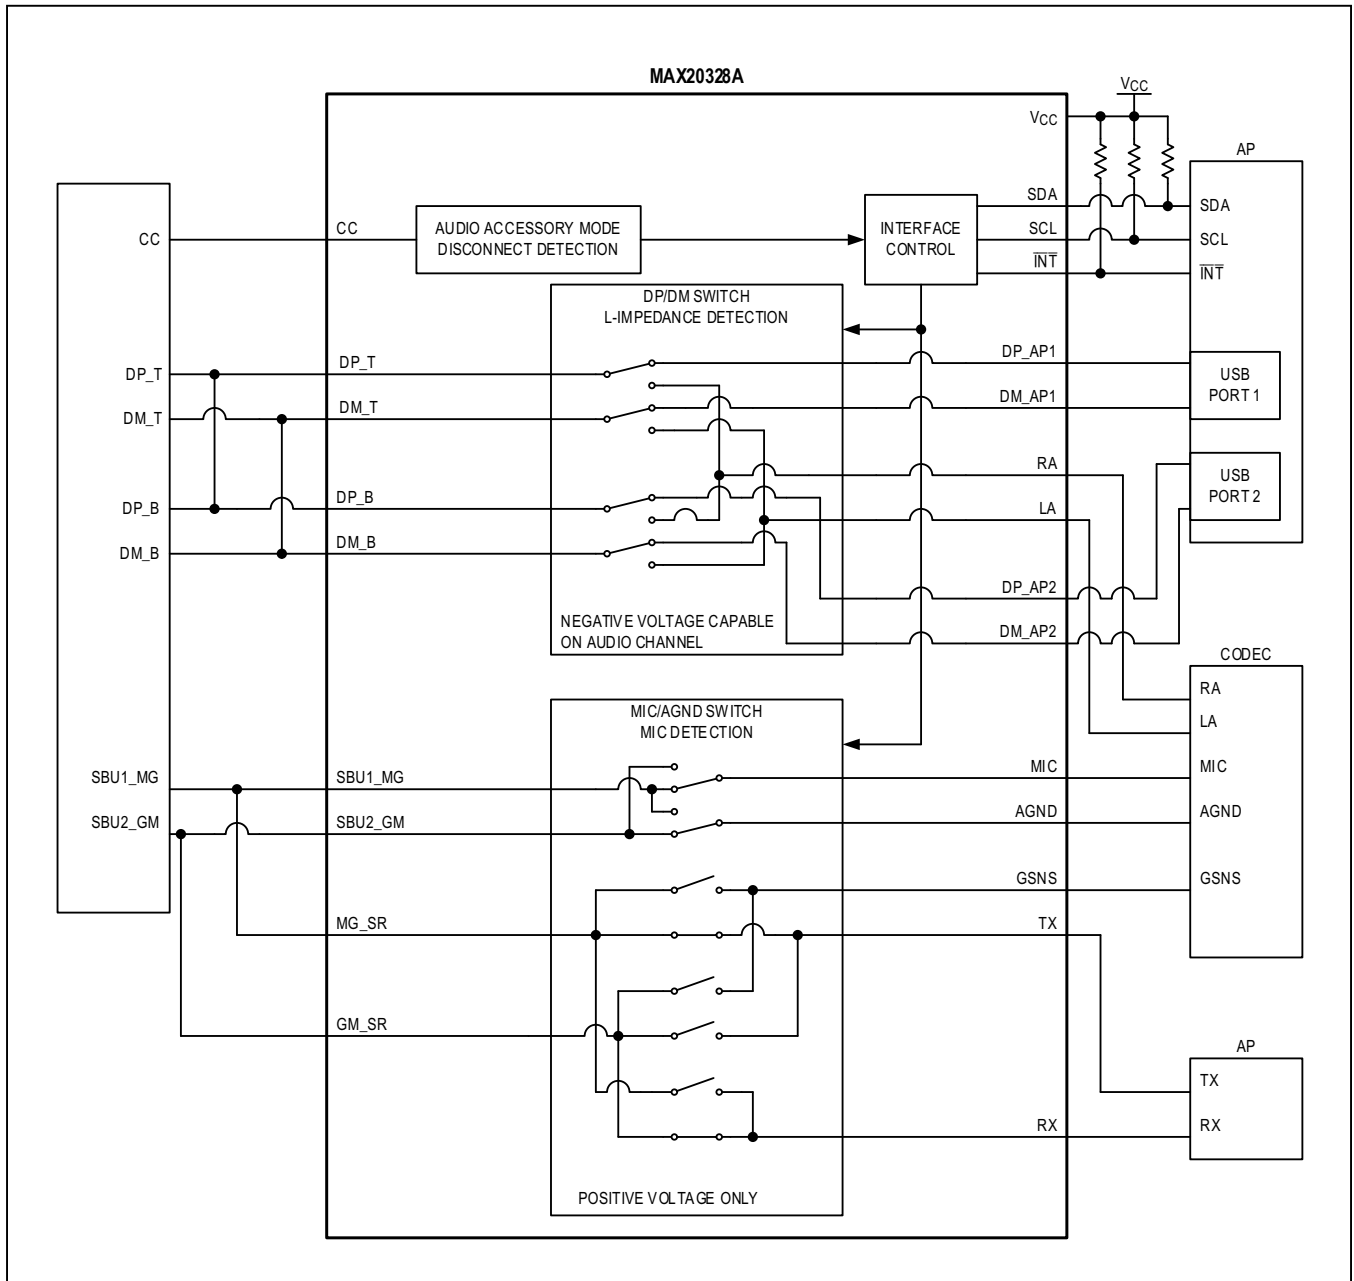 MAX20328A
VCC
VCC
AP
SDA
SDA
CC
CC
AUDIO ACCESSORY MODE
DISCONNECT DETECTION
INTERFACE
CONTROL
SCL
SCL
INT
INT
DP/DM SWITCH
L-IMPEDANCE DETECTION
DP_T
DP_T
DP_AP1
USB
PORT 1
DM_T
DM_T
DM_AP1
RA
USB
PORT 2
DP_B
DP_B
LA
DM_B
DM_B
DP_AP2
NEGATIVE VOLTAGE CAPABLE
ON AUDIO CHANNEL
DM_AP2
CODEC
RA
LA
MIC/AGND SWITCH
MIC DETECTION
SBU1_MG
SBU1_MG
MIC
MIC
SBU2_GM
SBU2_GM
AGND
AGND
GSNS
GSNS
MG_SR
TX
GM_SR
AP
TX
RX
RX
POSITIVE VOLTAGE ONLY